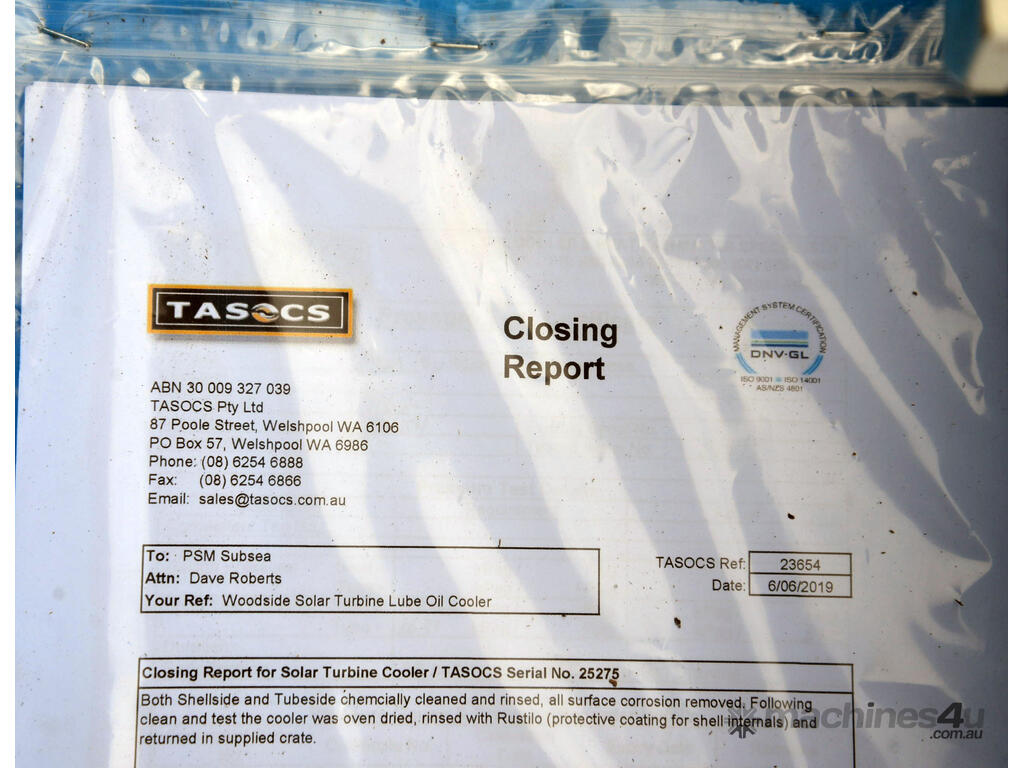 TASOCS
Closing
Report
MANAGEMENT SYSTEM CERTIFICATION
DNV·GL
ISO 9001 ISO 14001
AS/NZS 4801
ABN 30 009 327 039
TASOCS Pty Ltd
87 Poole Street, Welshpool WA 6106
PO Box 57, Welshpool WA 6986
Phone: (08) 6254 6888
Fax: (08) 6254 6866
Email: sales@tasocs.com.au
To: PSM Subsea
Attn: Dave Roberts
Your Ref: Woodside Solar Turbine Lube Oil Cooler
TASOCS Ref: 23654
Date: 6/06/2019
Closing Report for Solar Turbine Cooler / TASOCS Serial No. 25275
Both Shellside and Tubeside chemcially cleaned and rinsed, all surface corrosion removed. Following
clean and test the cooler was oven dried, rinsed with Rustilo (protective coating for shell internals) and
returned in supplied crate.
machines4u
.com.au